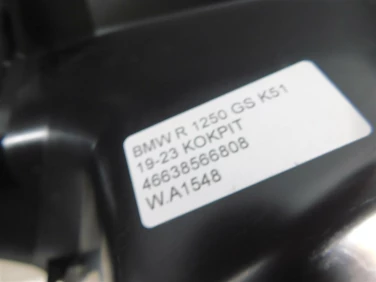 BMW R 1250 GS K51
19-23 KOKPIT
46638566808
W.A1548